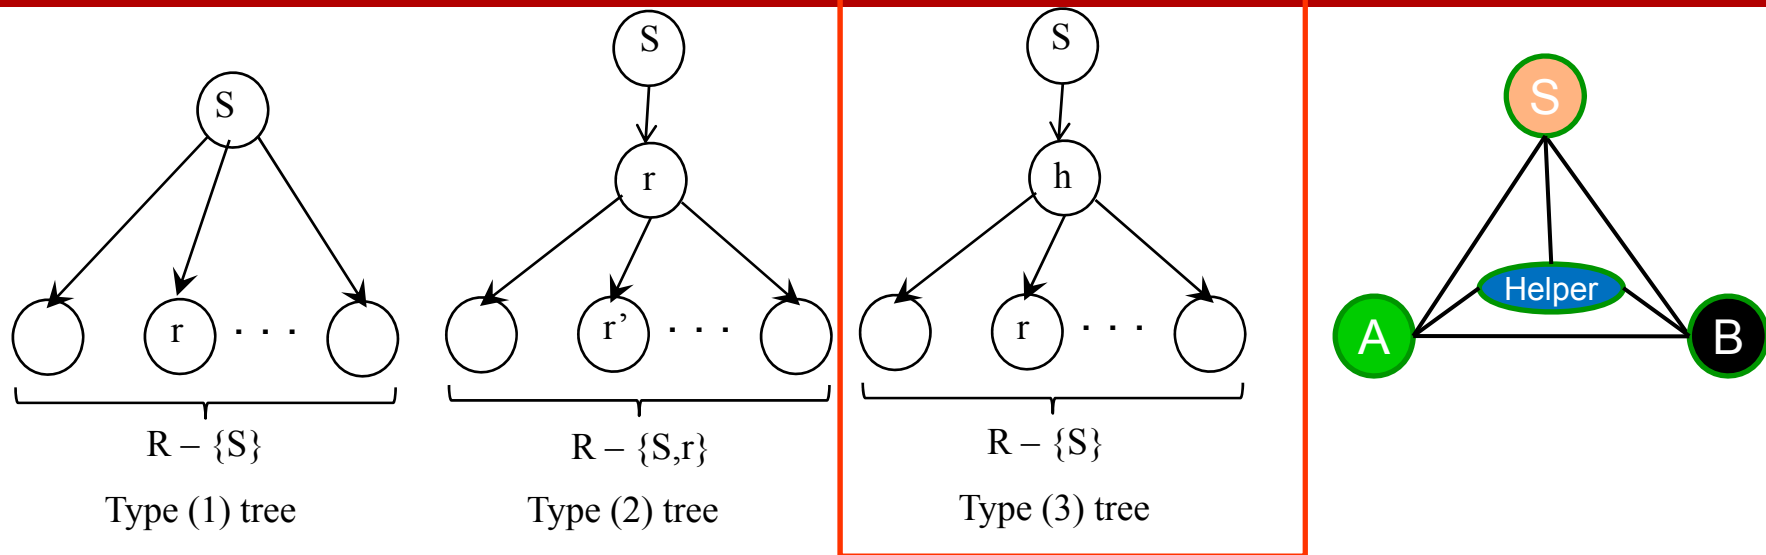 S
r
. . .
R – {S}
Type (1) tree
S
r
r’
. . .
R – {S,r}
Type (2) tree
S
h
r
. . .
R – {S}
Type (3) tree
S
Helper
A
B